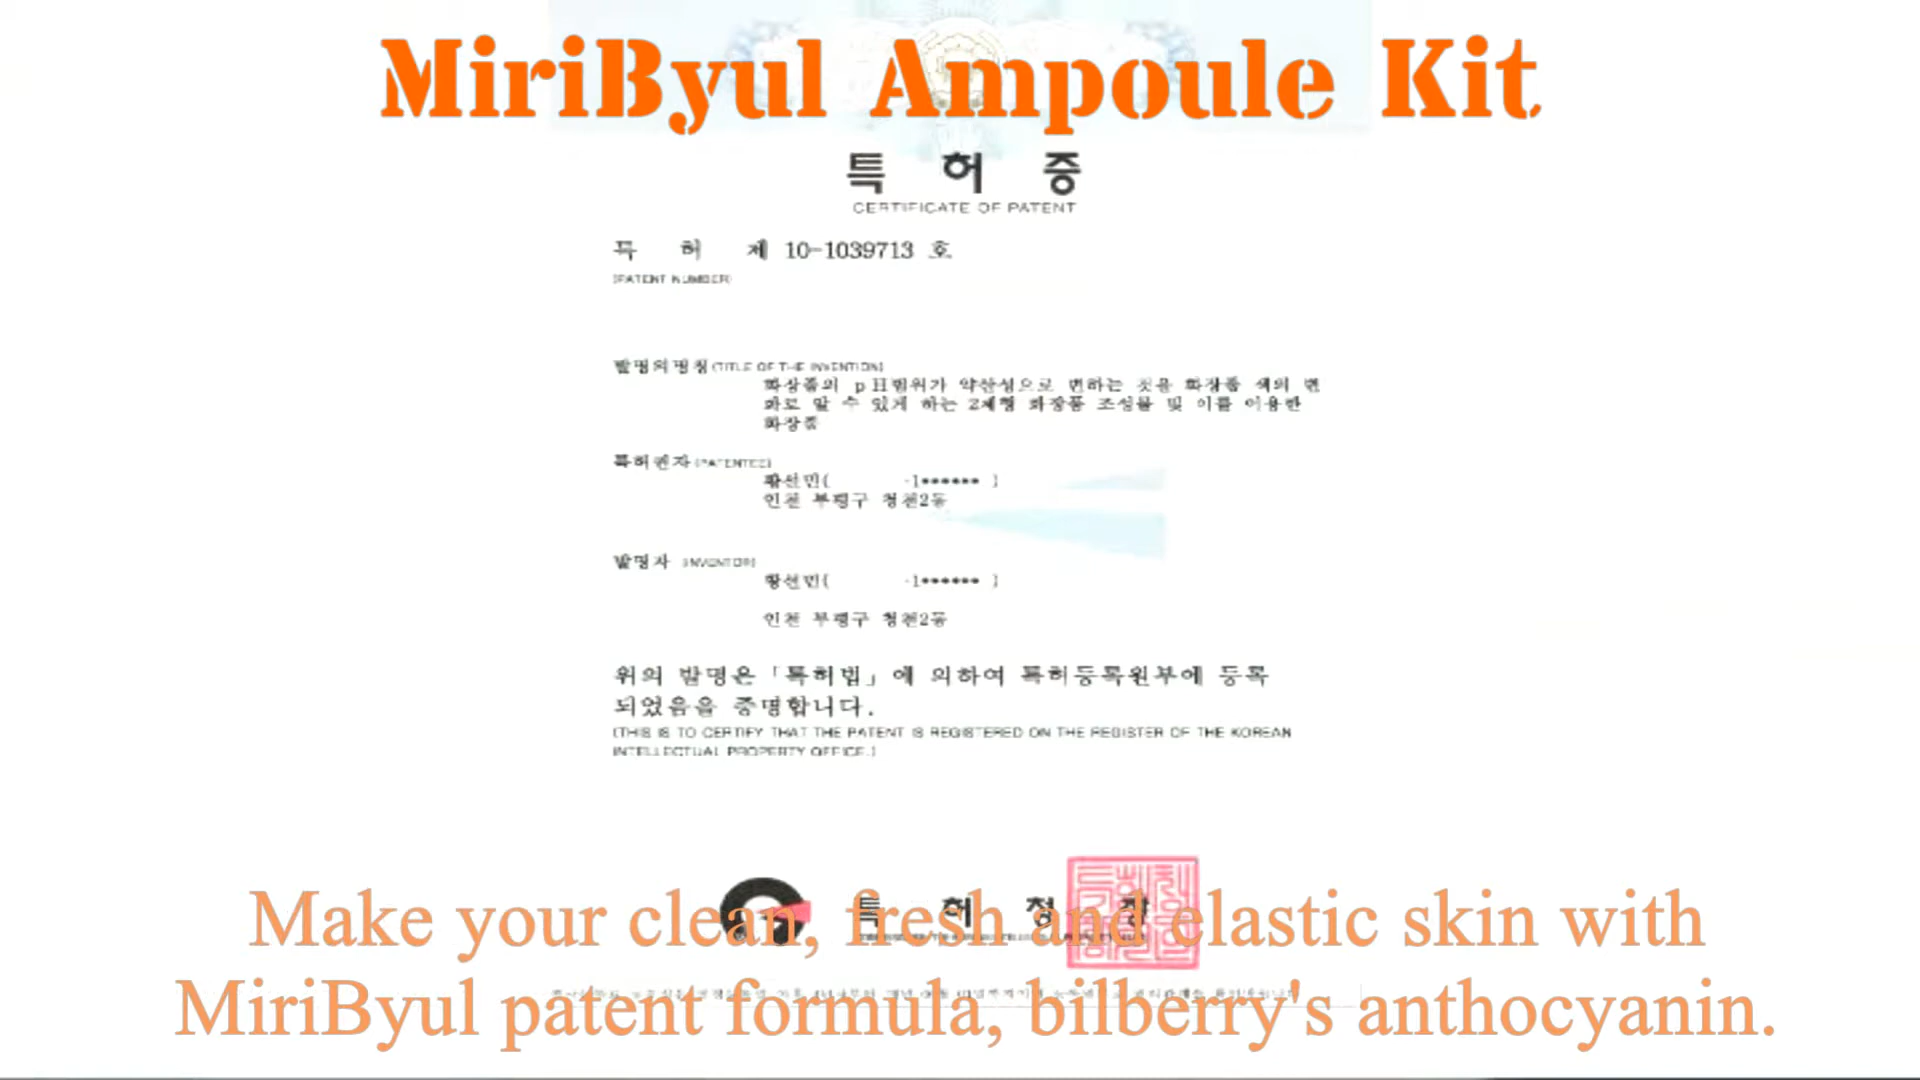 MiriByul Ampoule Kit
특 허 증
CERTIFICATE OF PATENT
특 허 제 10-1039713 호
(PATENT NUMBER)
발명의명칭(TITLE OF THE INVENTION)
화장품의 pH범위가 약산성으로 변하는 것을 화장품 색의 변
화로 알 수 있게 하는 2제형 화장품 조성물 및 이를 이용한
화장품
특허권자(PATENTEE)
황선민( -1****** )
인천 부평구 청천2동
발명자 (INVENTOR)
황선민( -1****** )
인천 부평구 청천2동
위의 발명은「특허법」에 의하여 특허등록원부에 등록
되었음을 증명합니다.
(THIS IS TO CERTIFY THAT THE PATENT IS REGISTERED ON THE REGISTER OF THE KOREAN
INTELLECTUAL PROPERTY OFFICE.)
특 허 청 장
Make your clean, fresh and elastic skin with
MiriByul patent formula, bilberry's anthocyanin.